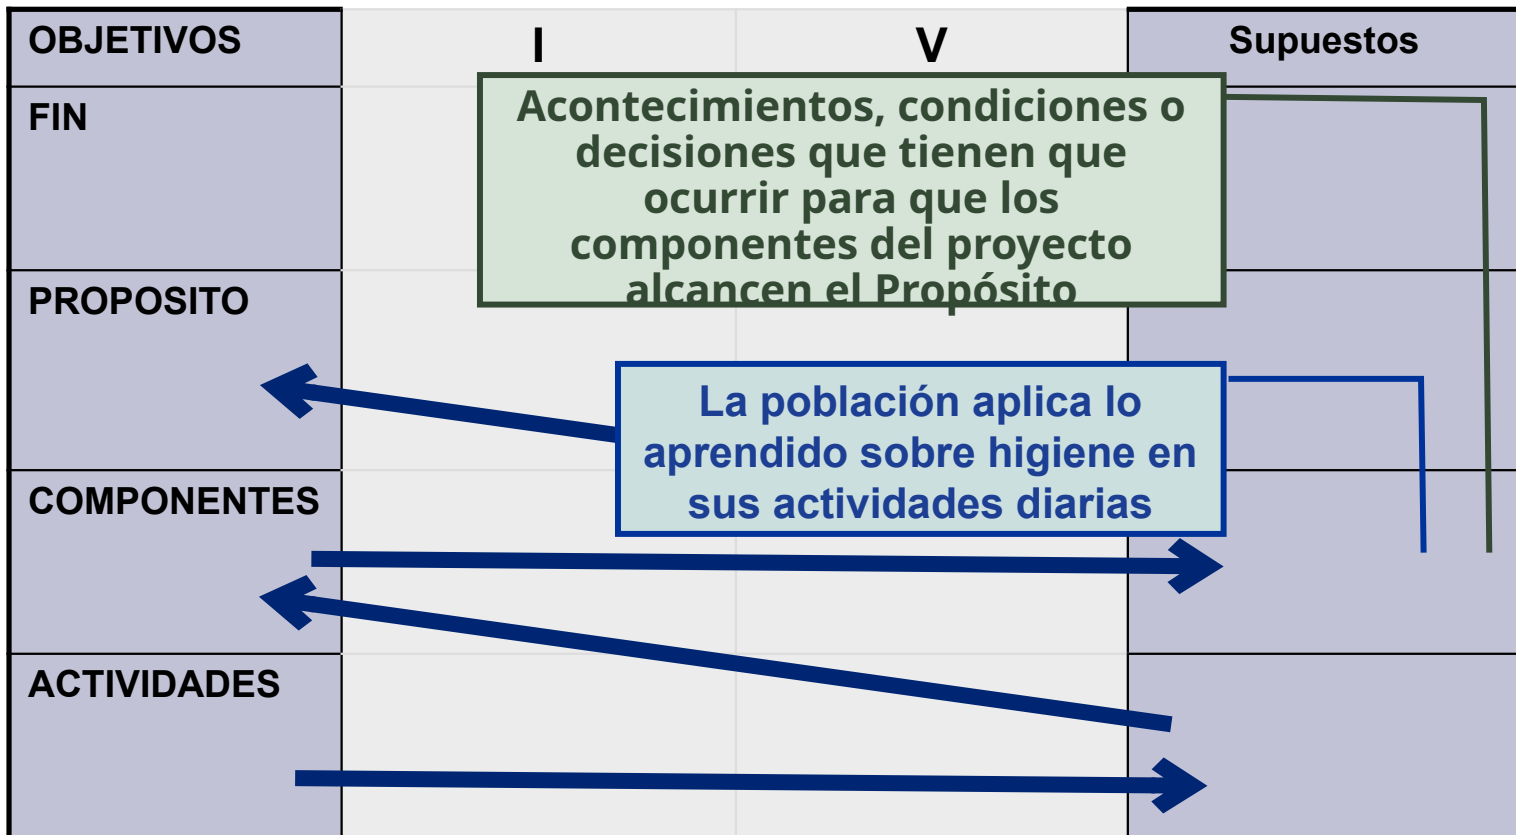 OBJETIVOS
I
V
Supuestos
FIN
Acontecimientos, condiciones o
decisiones que tienen que
ocurrir para que los
componentes del proyecto
alcancen el Propósito
PROPOSITO
La población aplica lo
aprendido sobre higiene en
sus actividades diarias
COMPONENTES
ACTIVIDADES